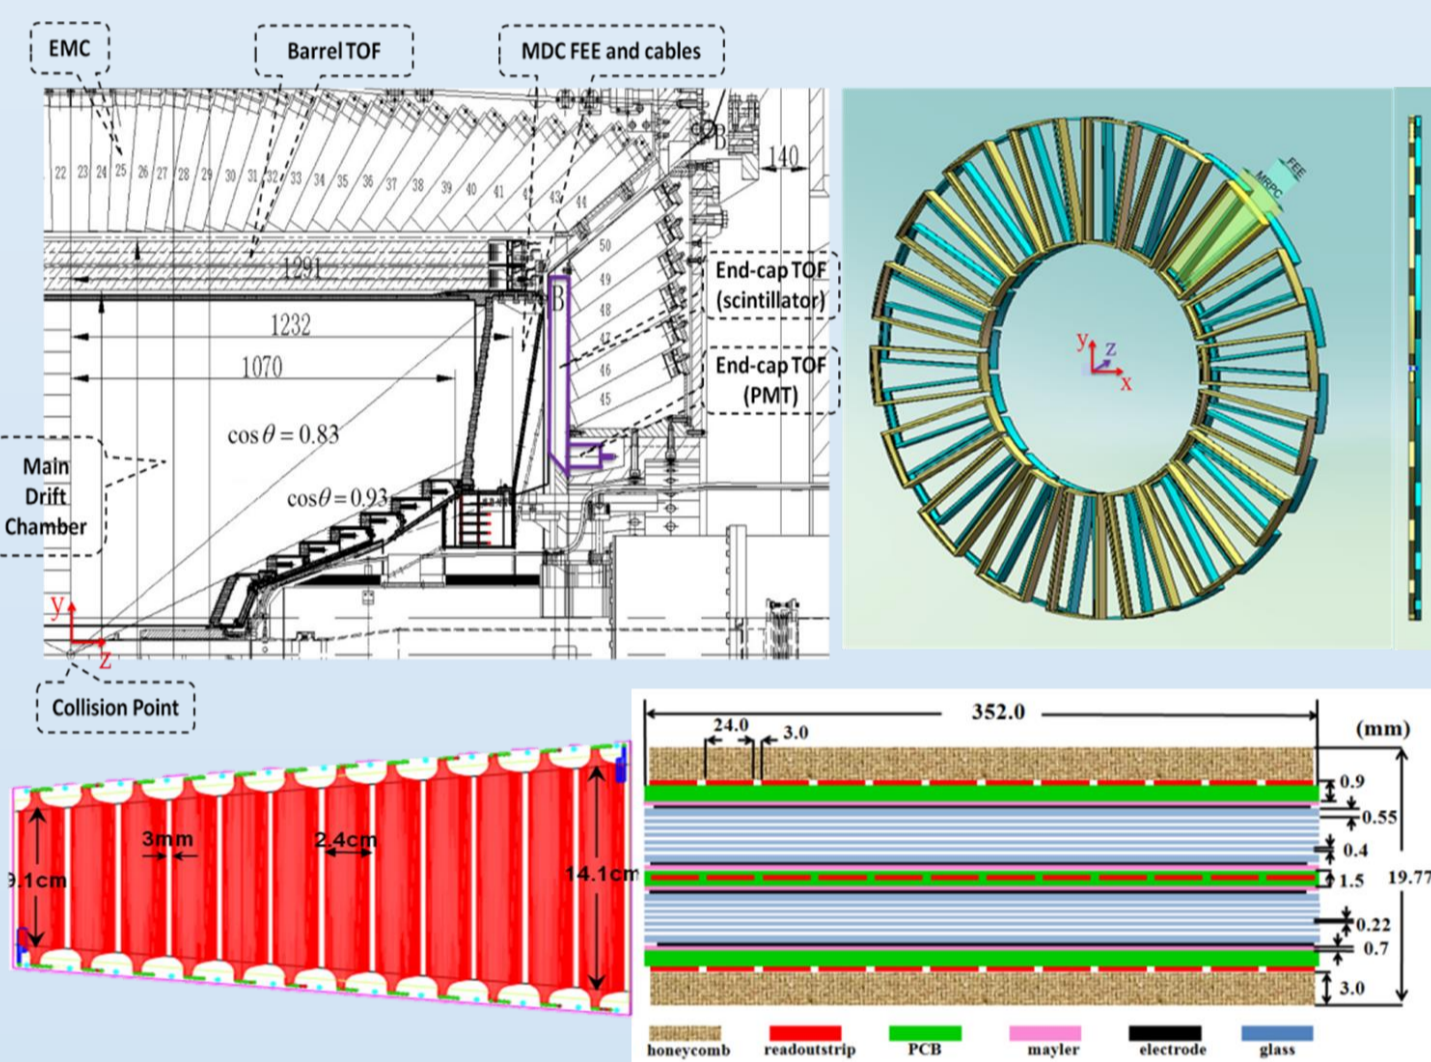 EMC
Barrel TOF
MDC FEE and cables
B
140
22 23 24 25 26 27 28 29 30 31 32 33 34 35 36 37 38 39 40 41 43 44
50
49
48
46
45
1291
B
End-cap TOF
(scintillator)
1232
1070
End-cap TOF
(PMT)
cosθ = 0.83
cosθ = 0.93
Main
Drift
Chamber
y
z
Collision Point
FEE
MRPC
y
z
x
3mm
2.4cm
9.1cm
14.1cm
352.0
(mm)
24.0
3.0
0.9
0.55
0.4
1.5
19.77
0.22
0.7
3.0
honeycomb readoutstrip PCB mayler electrode glass